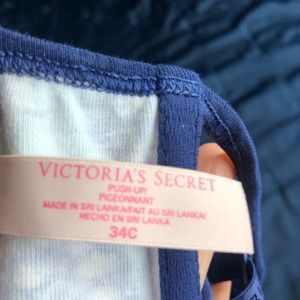 VICTORIA'S SECRET
PUSH-UP/
PIGEONNANT
MADE IN SRI LANKA/FAIT AU SRI LANKA/
HECHO EN SRI LANKA
34C